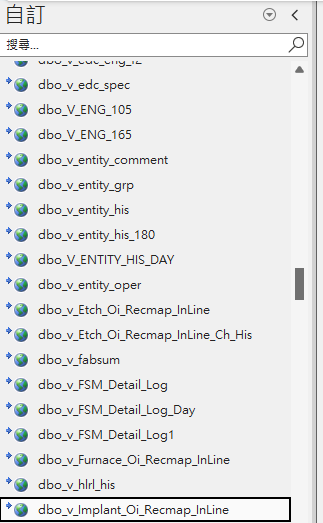 自訂
搜尋...
dbo_v_edc_eng_12
dbo_v_edc_spec
dbo_V_ENG_105
dbo_V_ENG_165
dbo_v_entity_comment
dbo_v_entity_grp
dbo_v_entity_his
dbo_v_entity_his_180
dbo_V_ENTITY_HIS_DAY
dbo_v_entity_oper
dbo_v_Etch_Oi_Recmap_InLine
dbo_v_Etch_Oi_Recmap_InLine_Ch_His
dbo_v_fabsum
dbo_v_FSM_Detail_Log
dbo_v_FSM_Detail_Log_Day
dbo_v_FSM_Detail_Log1
dbo_v_Furnace_Oi_Recmap_InLine
dbo_v_hlrl_his
dbo_v_Implant_Oi_Recmap_InLine